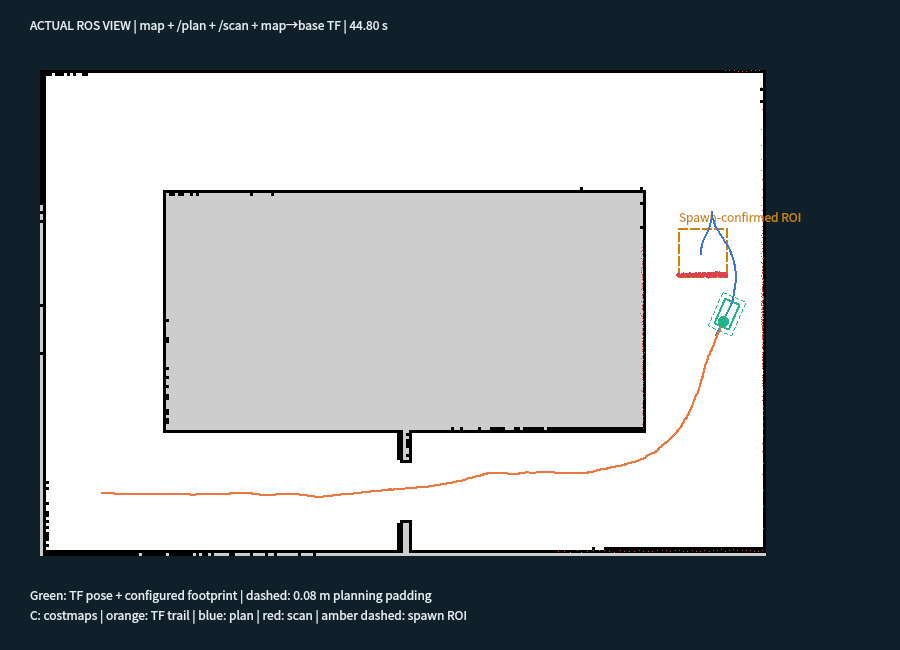 ACTUAL ROS VIEW | map + /plan + /scan + map→base TF | 44.80 s
Spawn-confirmed ROI
Green: TF pose + configured footprint | dashed: 0.08 m planning padding
C: costmaps | orange: TF trail | blue: plan | red: scan | amber dashed: spawn ROI